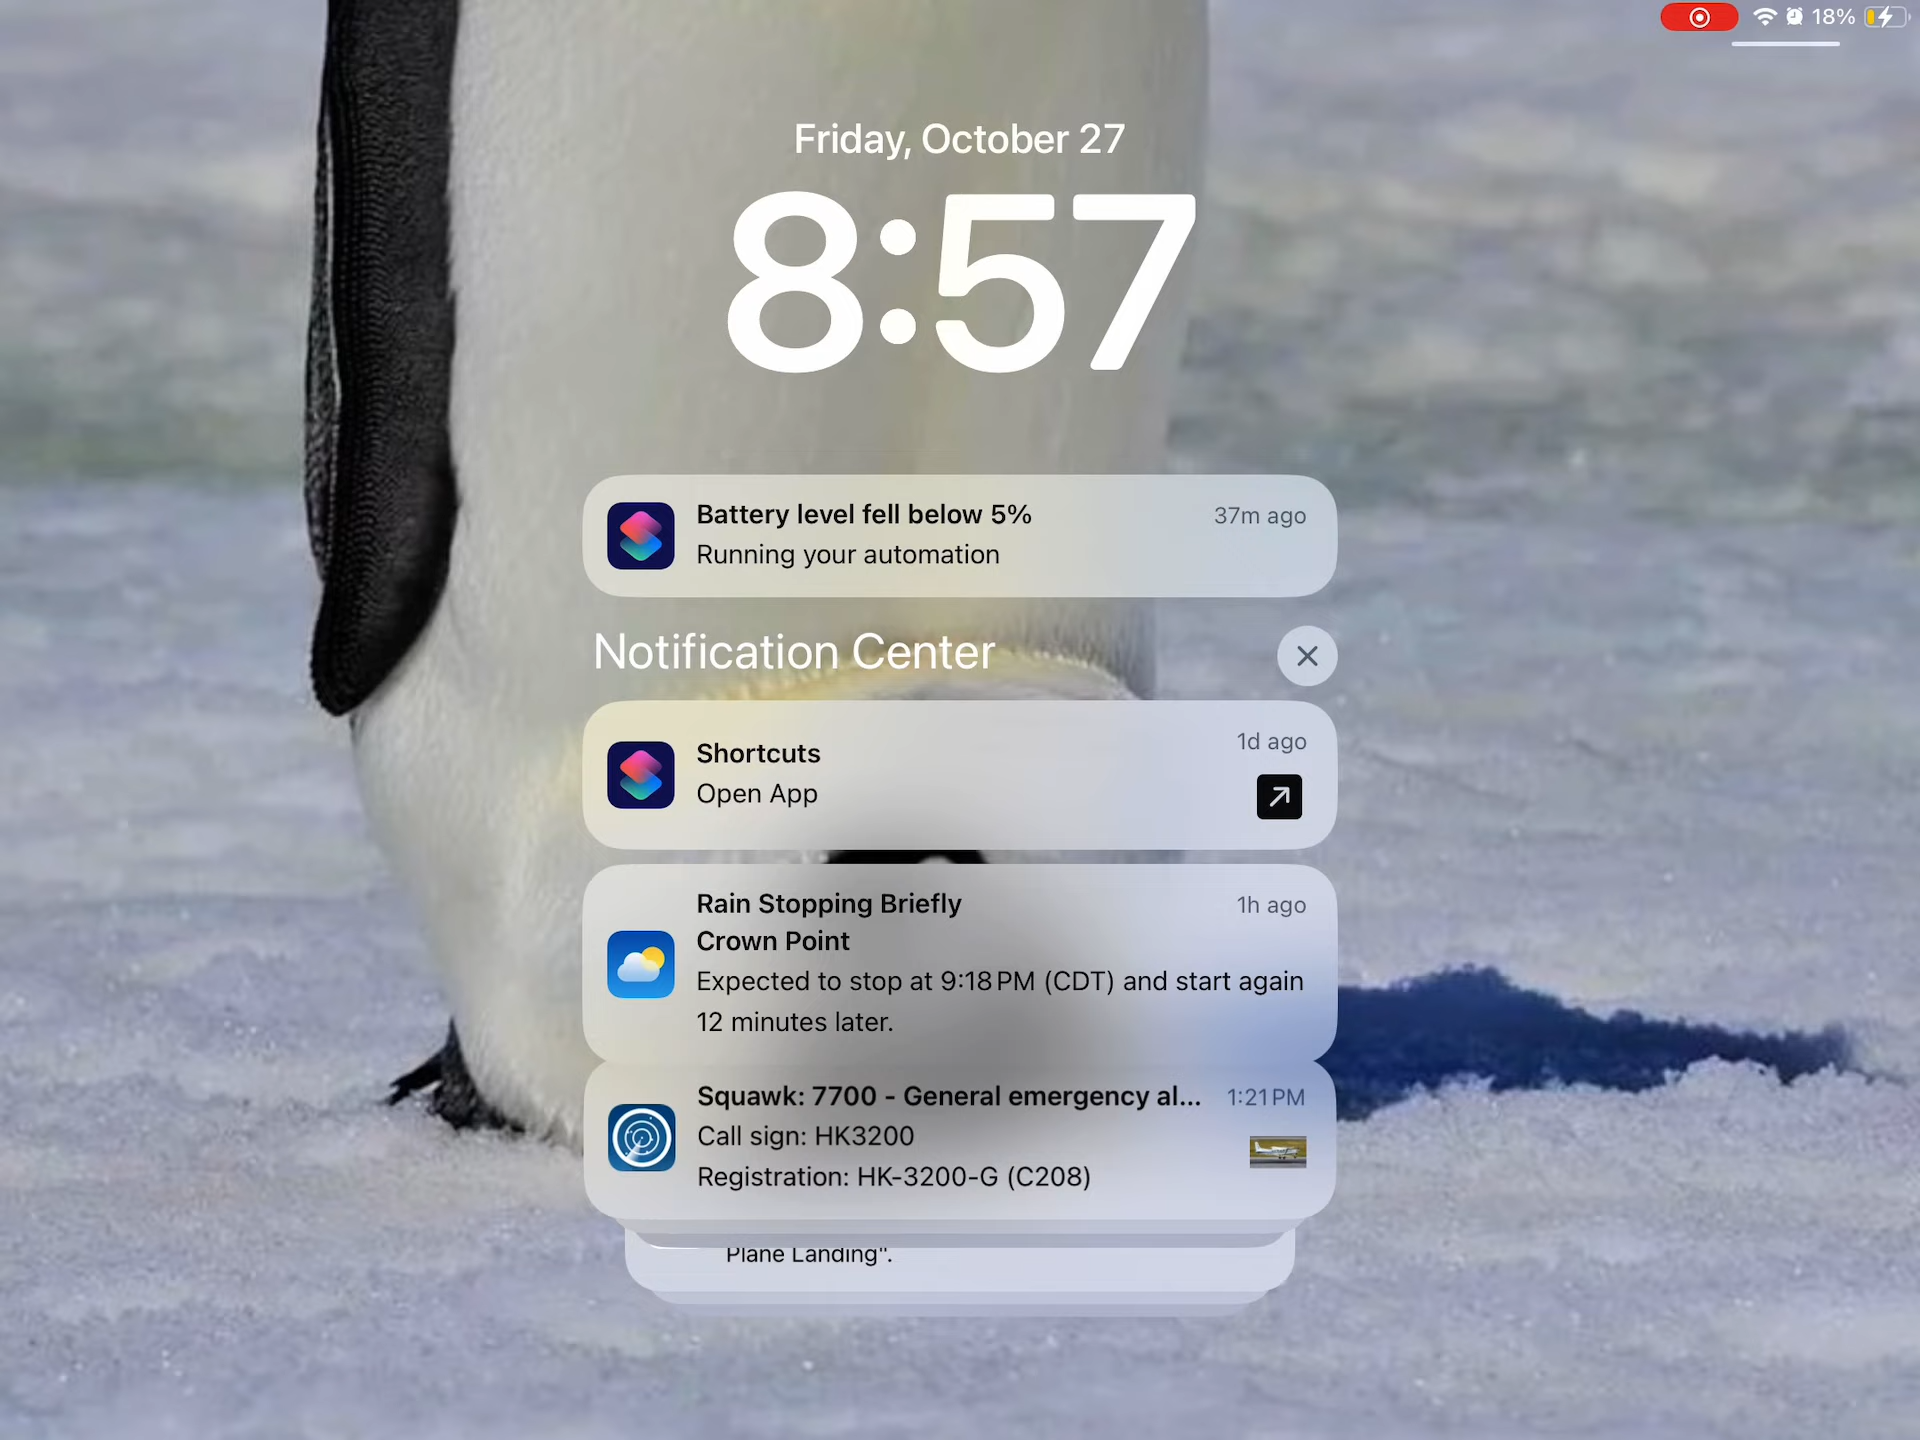 18%
Friday, October 27
8:57
Battery level fell below 5%
37m ago
Running your automation
Notification Center
Shortcuts
1d ago
Open App
Rain Stopping Briefly
1h ago
Crown Point
Expected to stop at 9:18 PM (CDT) and start again
12 minutes later.
Squawk: 7700 - General emergency al...
1:21 PM
Call sign: HK3200
Registration: HK-3200-G (C208)
Plane Landing".